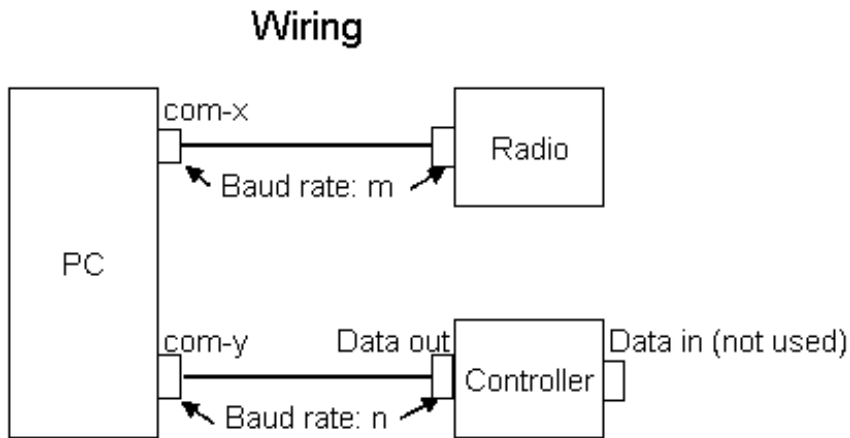 Wiring
com-x
Radio
Baud rate: m
PC
com-y
Data out
Data in (not used)
Controller
Baud rate: n